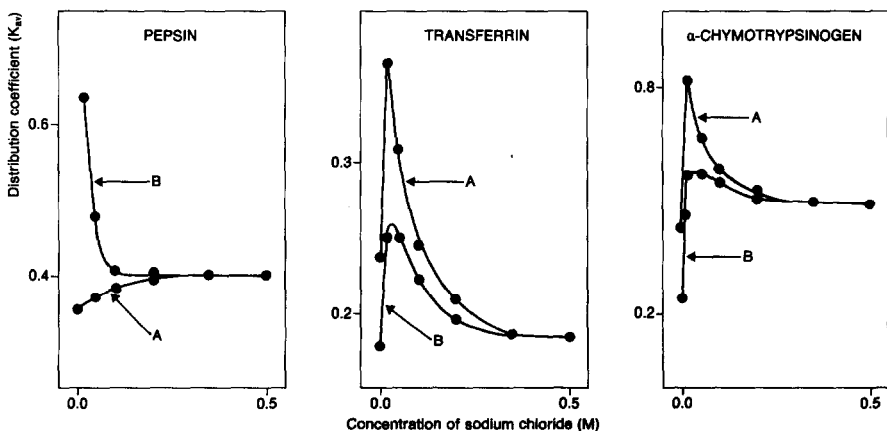 PEPSIN
TRANSFERRIN
α-CHYMOTRYPSINOGEN
Distribution coefficient (Kav)
0.6
0.4
B
A
0.0
0.5
0.3
0.2
A
B
0.0
0.5
0.8
0.2
A
B
0.0
0.5
Concentration of sodium chloride (M)